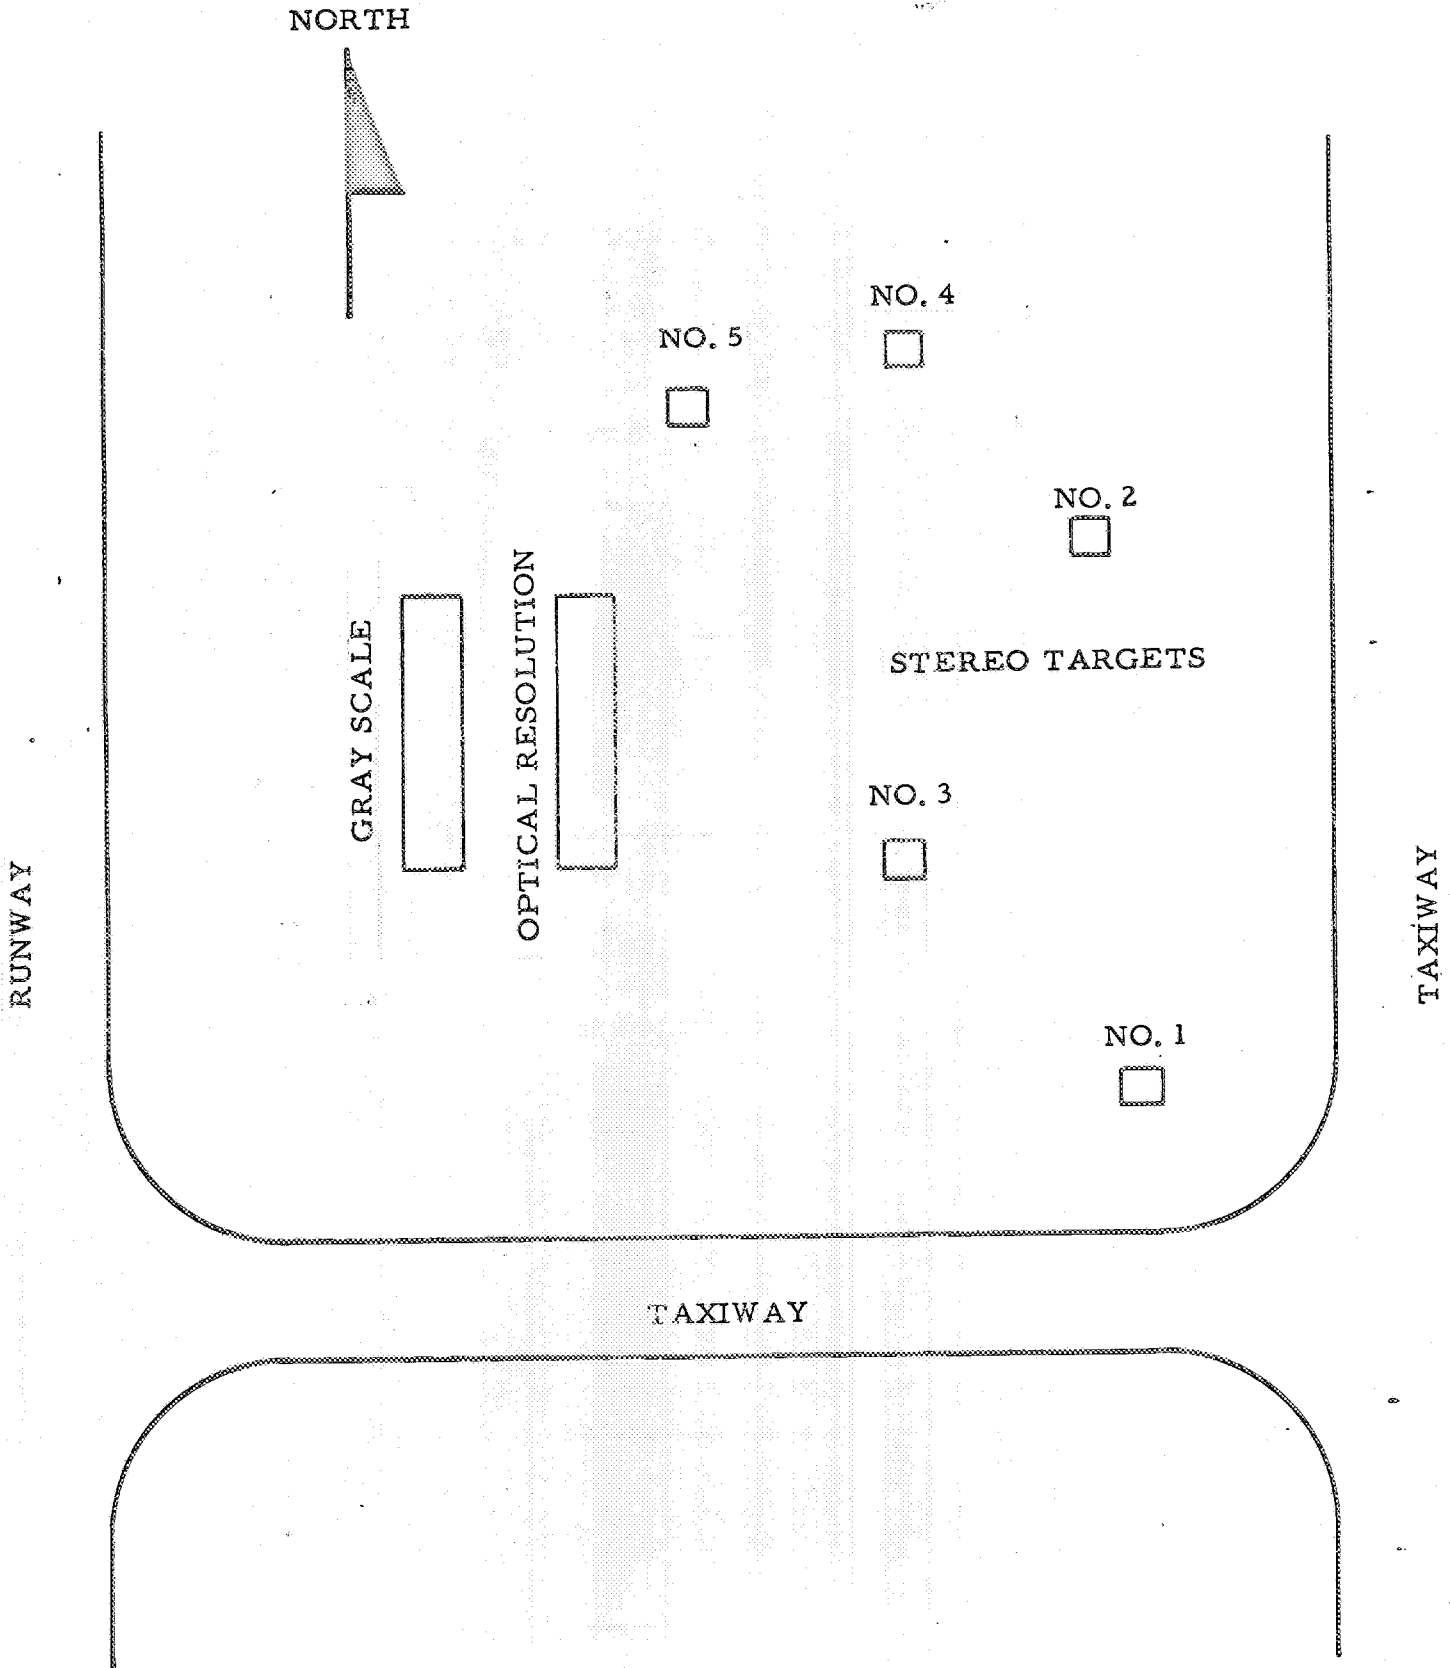 NORTH
NO. 4
NO. 5
NO. 2
GRAY SCALE
OPTICAL RESOLUTION
STEREO TARGETS
NO. 3
RUNWAY
TAXIWAY
NO. 1
TAXIWAY